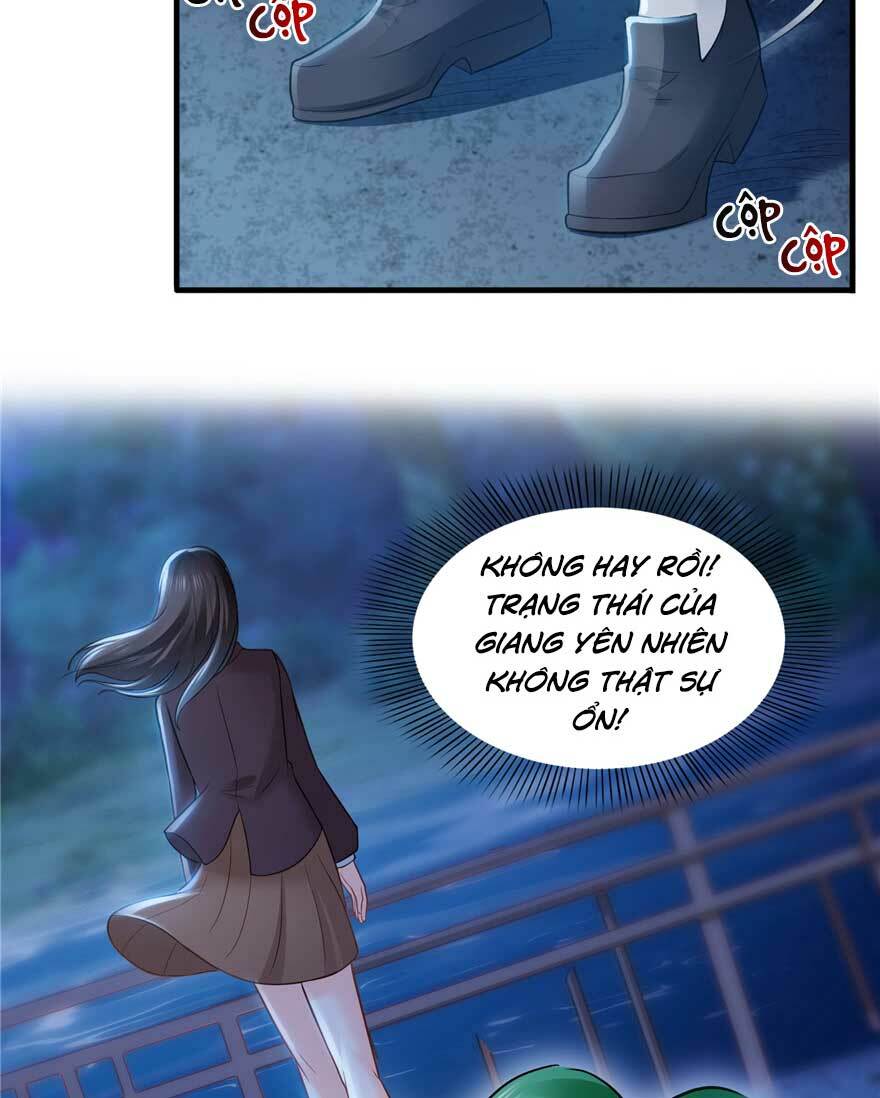 CỘP
CỘP
CỘP
KHÔNG HAY RỒI!
TRẠNG THÁI CỦA
GIANG YÊN NHIÊN
KHÔNG THẬT SỰ
ỔN!